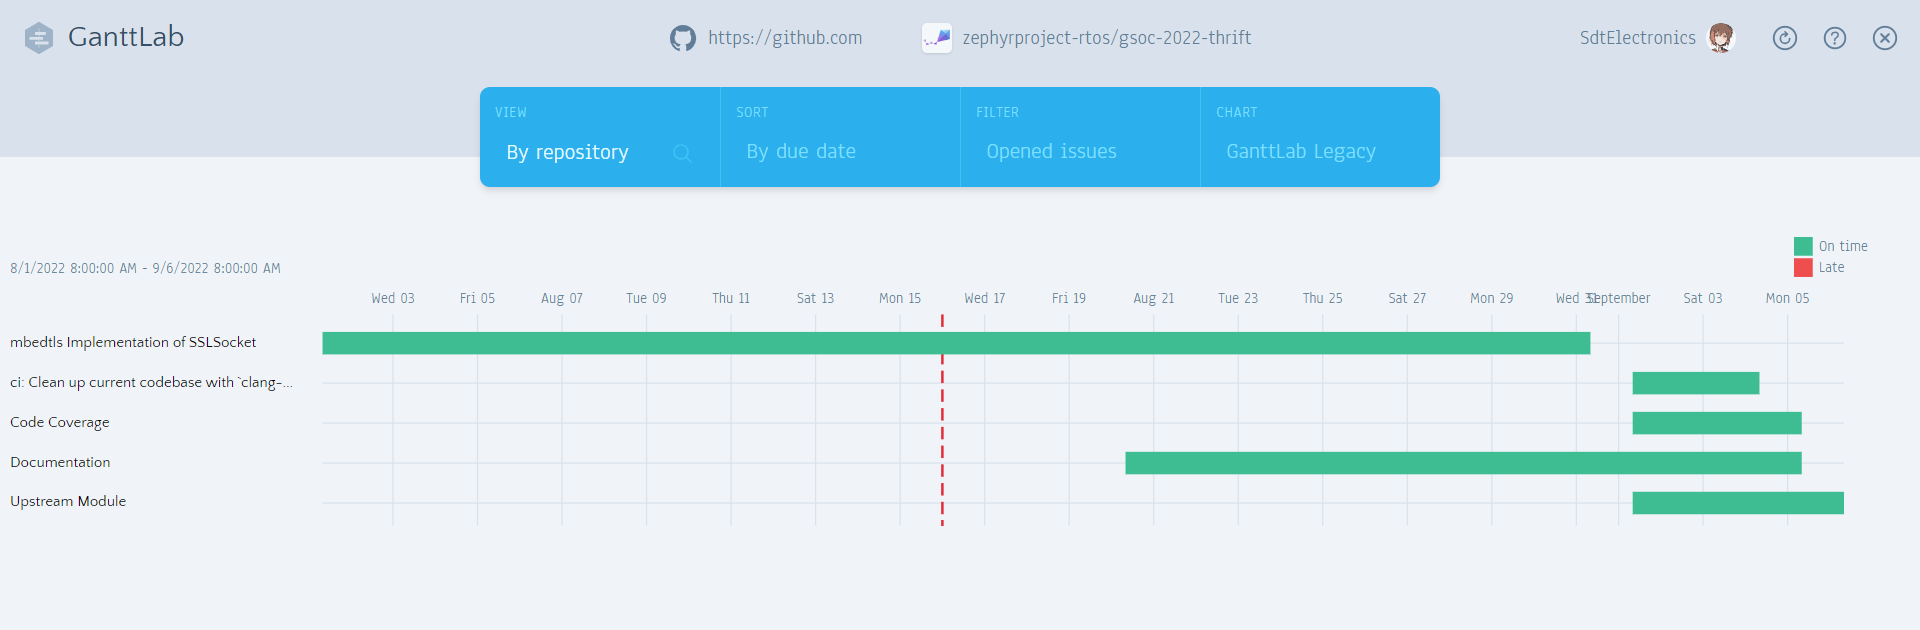 GanttLab
https://github.com
zephyrproject-rtos/gsoc-2022-thrift
SdtElectronics
VIEW
By repository
SORT
By due date
FILTER
Opened issues
CHART
GanttLab Legacy
On time
Late
8/1/2022 8:00:00 AM - 9/6/2022 8:00:00 AM
Wed 03 Fri 05 Aug 07 Tue 09 Thu 11 Sat 13 Mon 15 Wed 17 Fri 19 Aug 21 Tue 23 Thu 25 Sat 27 Mon 29 Wed 31 September Sat 03 Mon 05
mbedtls Implementation of SSLSocket
ci: Clean up current codebase with `clang-...
Code Coverage
Documentation
Upstream Module